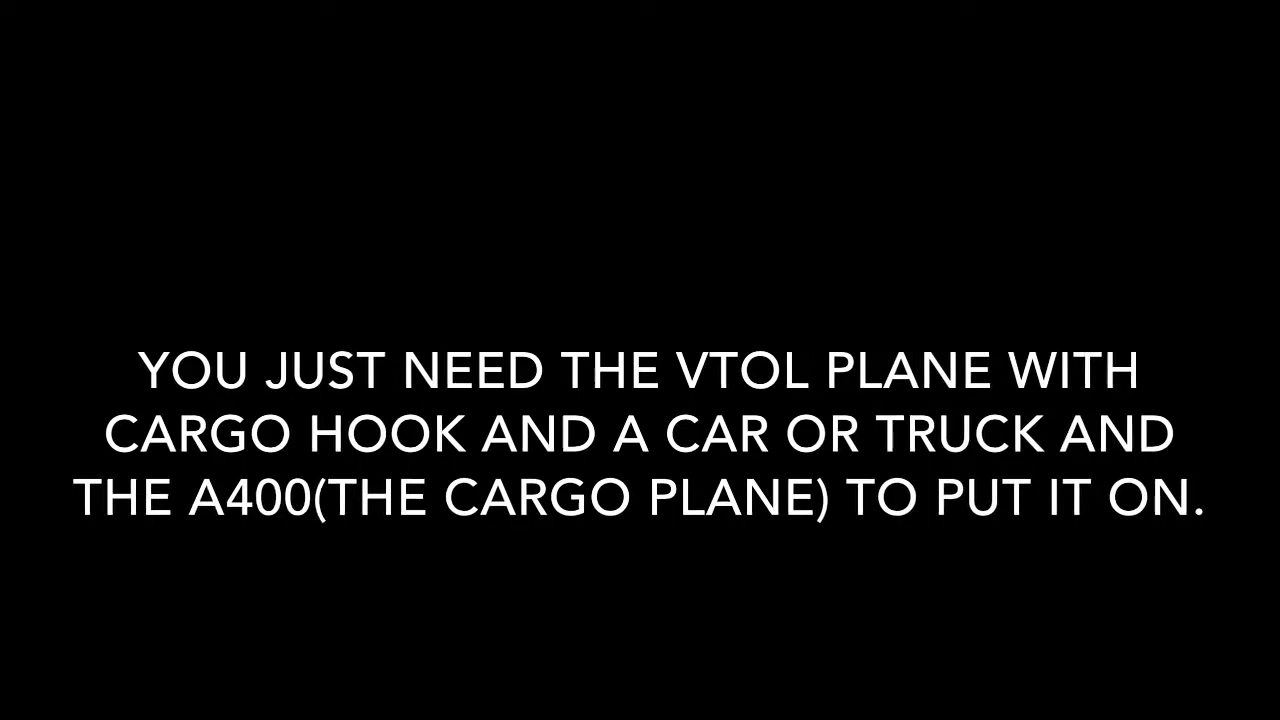 YOU JUST NEED THE VTOL PLANE WITH
CARGO HOOK AND A CAR OR TRUCK AND
THE A400(THE CARGO PLANE) TO PUT IT ON.